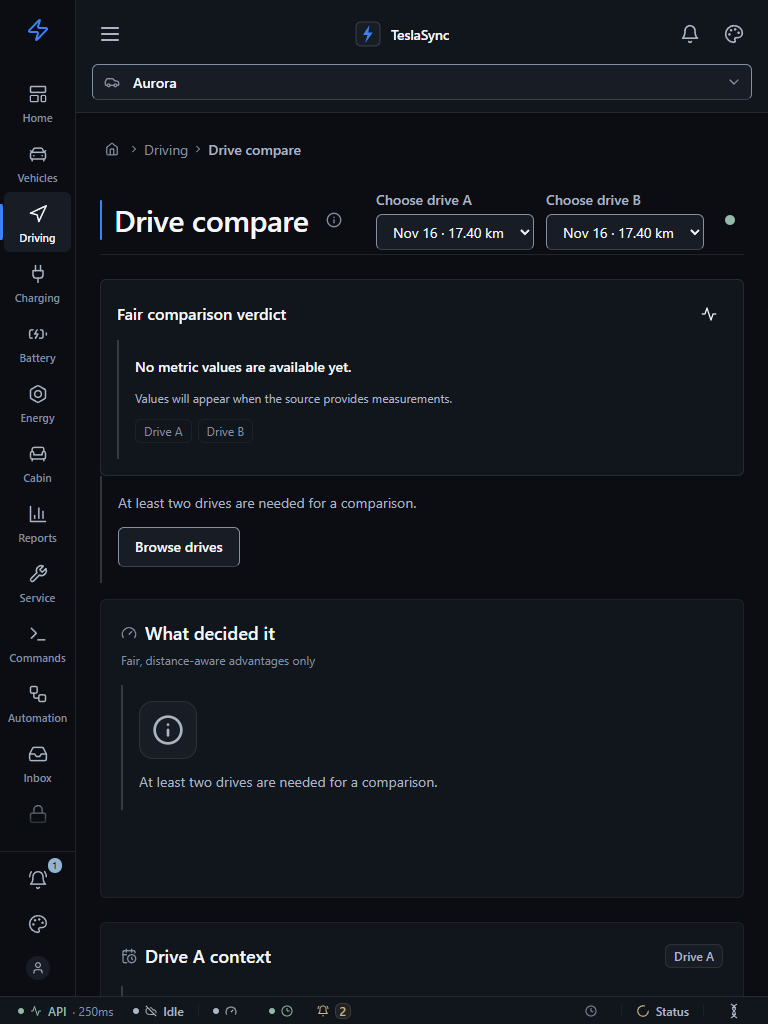 TeslaSync
Aurora
Home
Vehicles
Driving
Charging
Battery
Energy
Cabin
Reports
Service
Commands
Automation
Inbox
1
Driving
Drive compare
Drive compare
Choose drive A
Choose drive B
Nov 16 · 17.40 km
Nov 16 · 17.40 km
Fair comparison verdict
No metric values are available yet.
Values will appear when the source provides measurements.
Drive A
Drive B
At least two drives are needed for a comparison.
Browse drives
What decided it
Fair, distance-aware advantages only
At least two drives are needed for a comparison.
Drive A context
Drive A
API · 250ms
Idle
2
Status